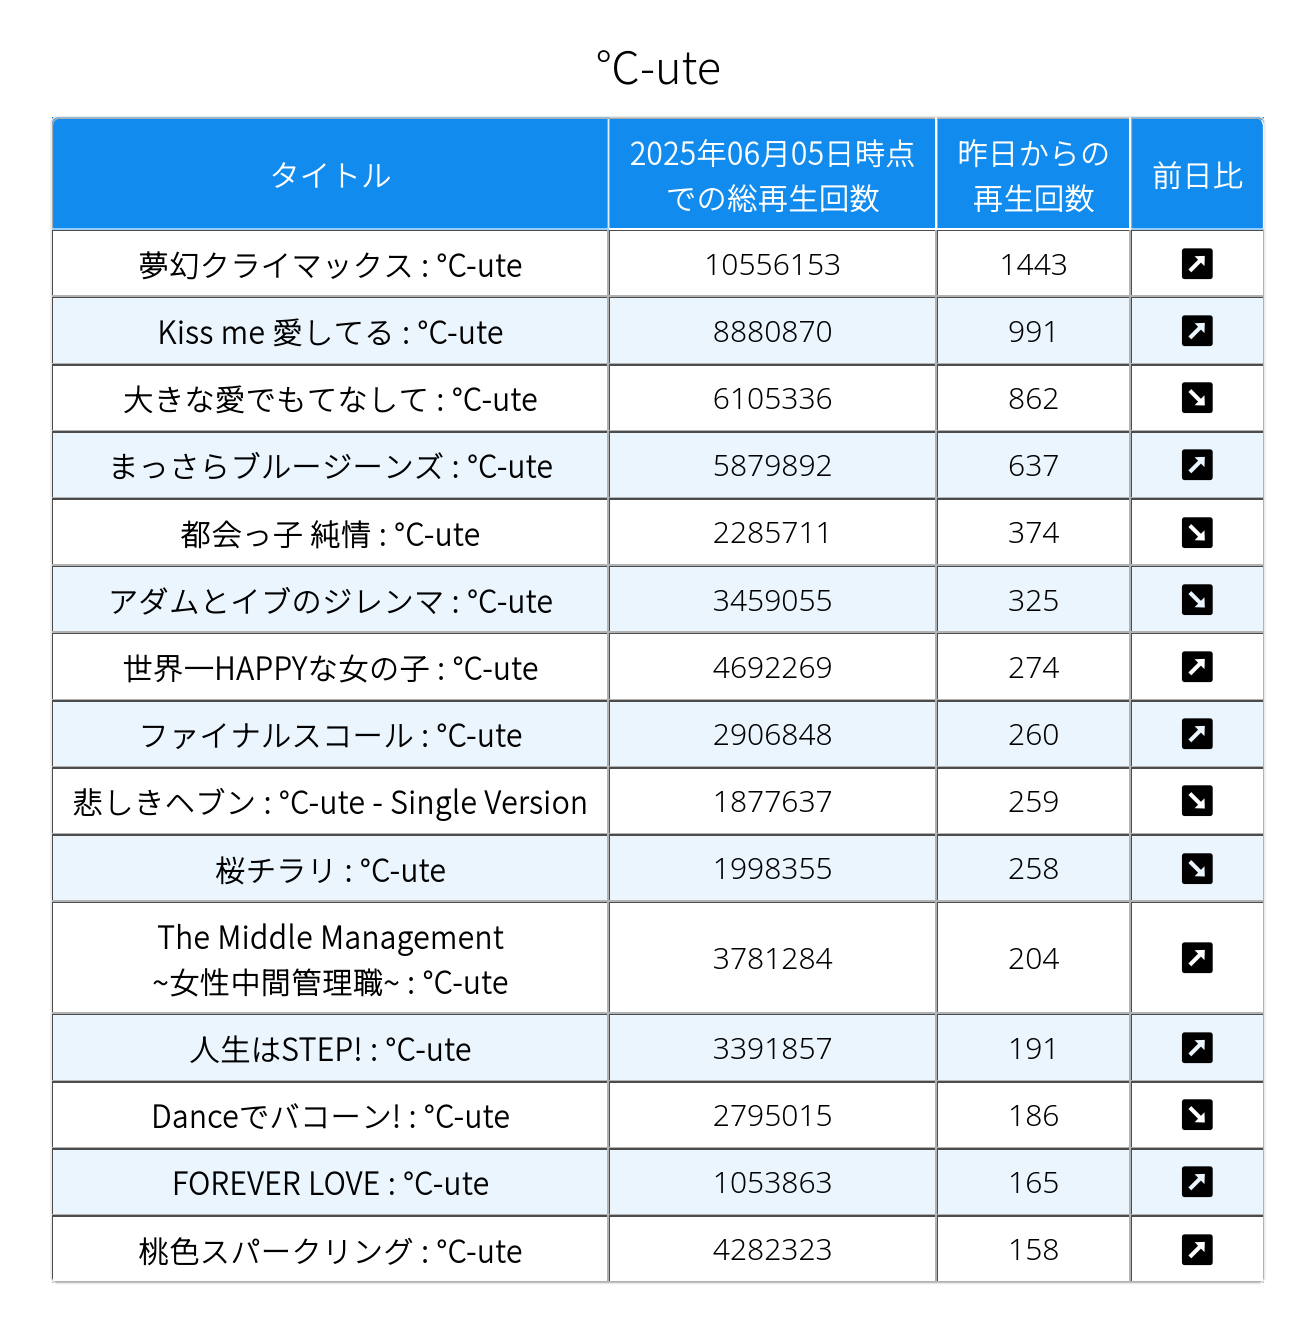 ℃-ute
タイトル
2025年06月05日時点
での総再生回数
昨日からの
再生回数
前日比
夢幻クライマックス : ℃-ute 10556153 1443 ↗
Kiss me 愛してる : ℃-ute 8880870 991 ↗
大きな愛でもてなして : ℃-ute 6105336 862 ↘
まっさらブルージーンズ : ℃-ute 5879892 637 ↗
都会っ子 純情 : ℃-ute 2285711 374 ↘
アダムとイブのジレンマ : ℃-ute 3459055 325 ↘
世界一HAPPYな女の子 : ℃-ute 4692269 274 ↗
ファイナルスコール : ℃-ute 2906848 260 ↗
悲しきヘブン : ℃-ute - Single Version 1877637 259 ↘
桜チラリ : ℃-ute 1998355 258 ↘
The Middle Management
~女性中間管理職~ : ℃-ute 3781284 204 ↗
人生はSTEP! : ℃-ute 3391857 191 ↗
Danceでバコーン! : ℃-ute 2795015 186 ↘
FOREVER LOVE : ℃-ute 1053863 165 ↗
桃色スパークリング : ℃-ute 4282323 158 ↗